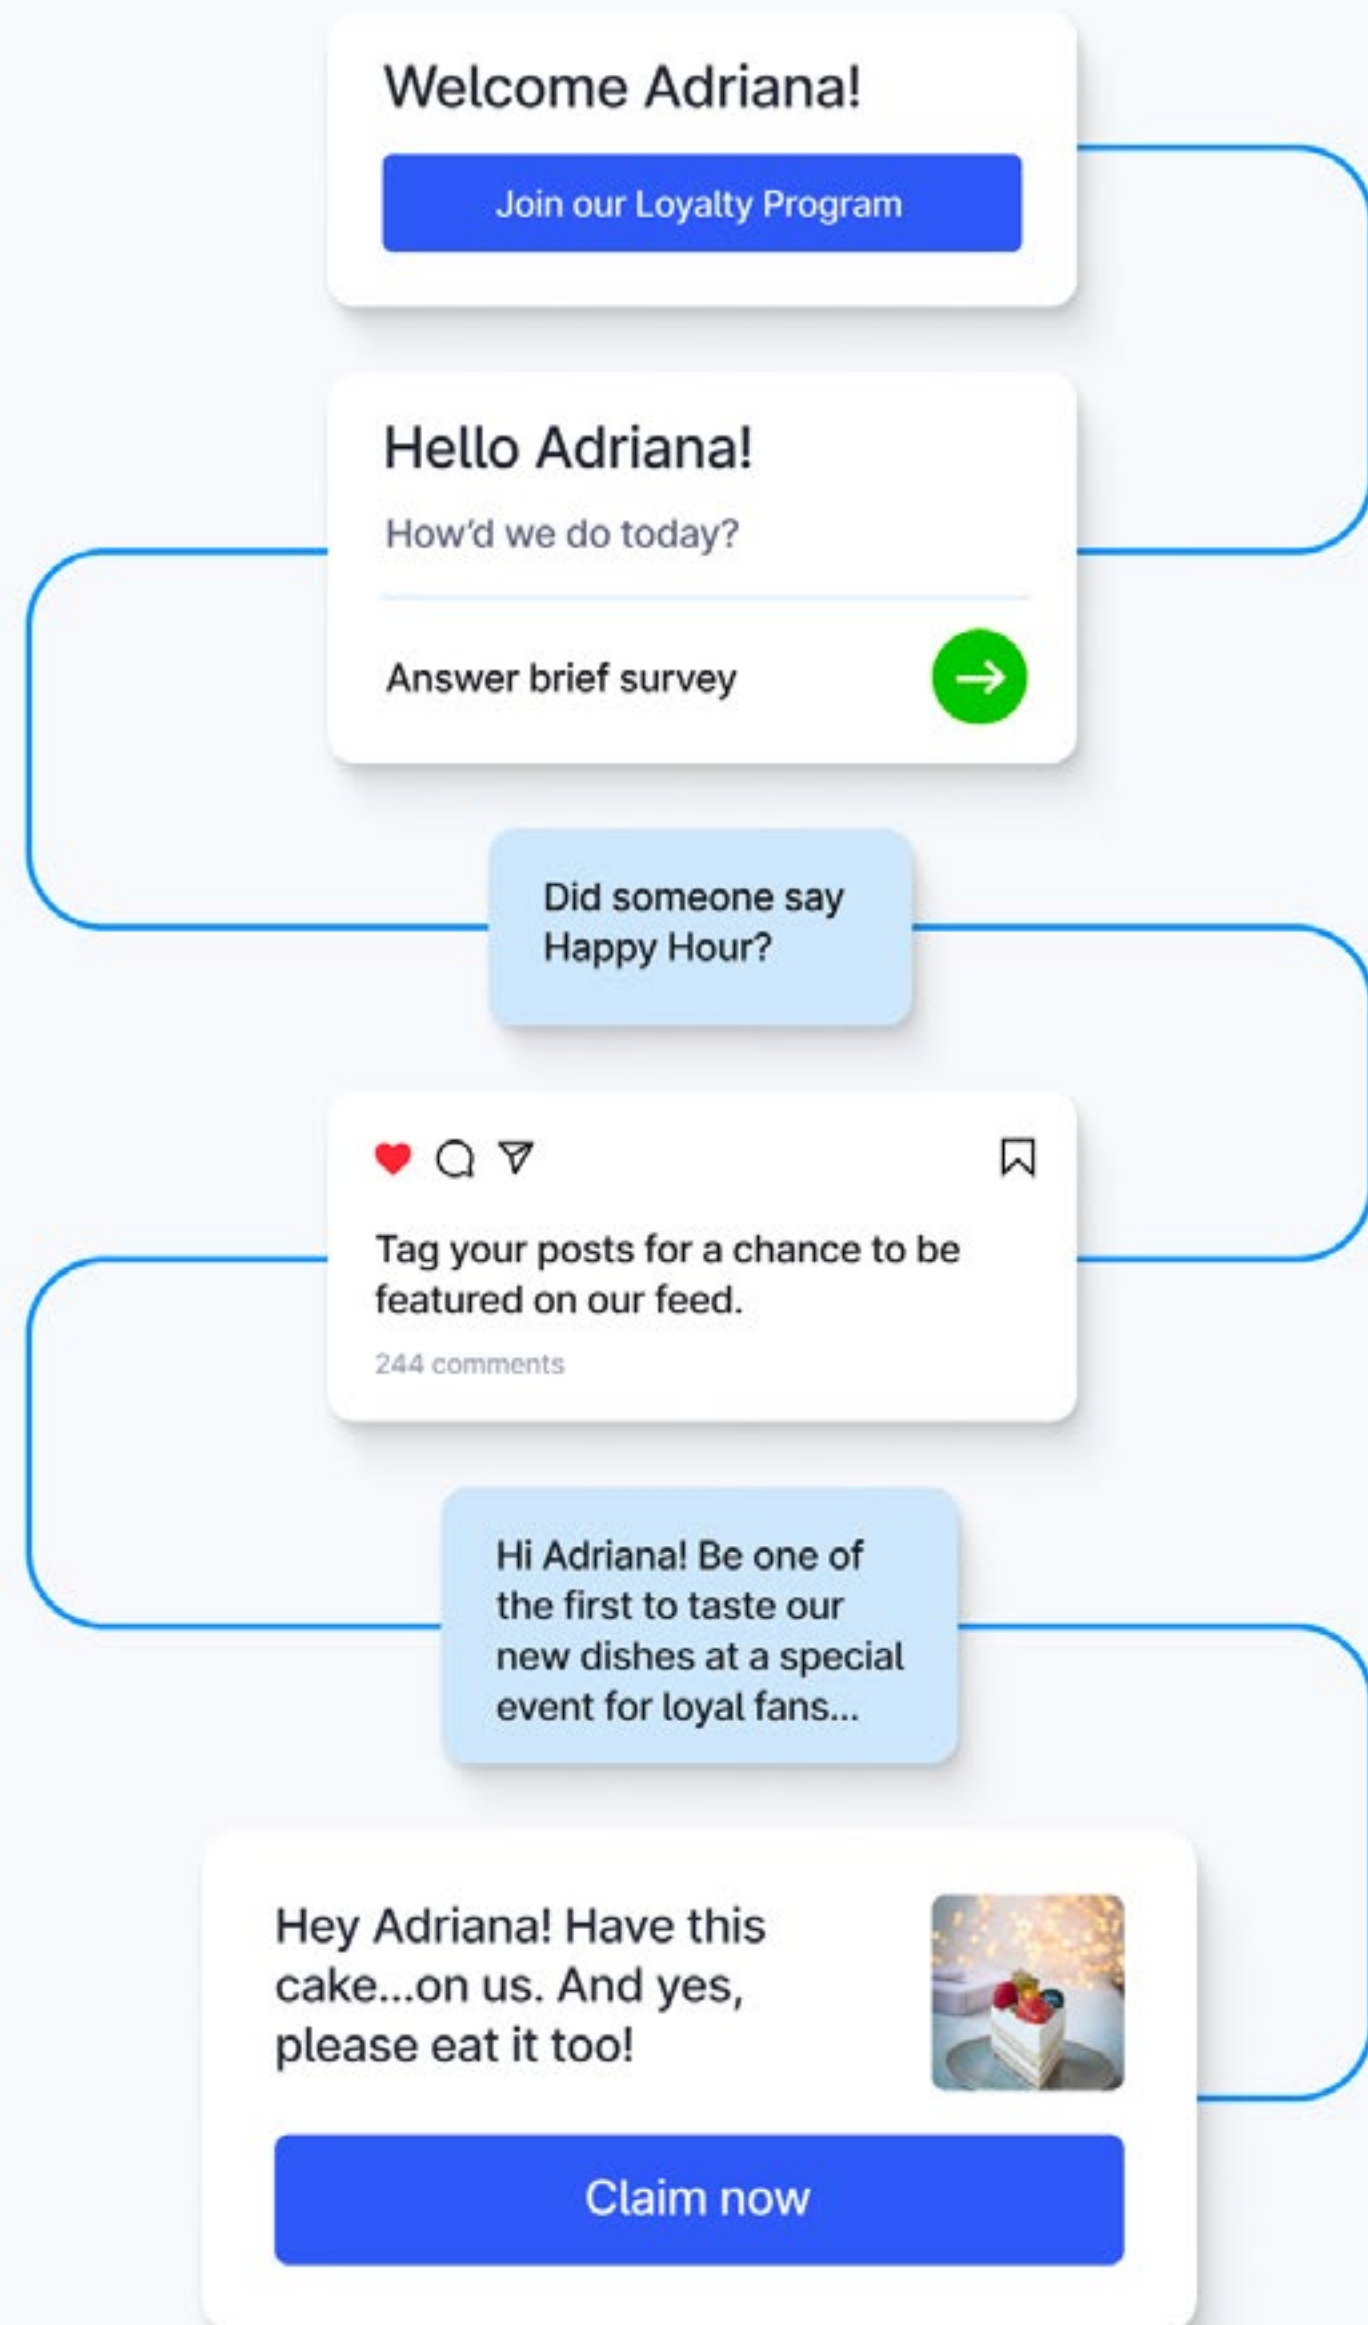 Welcome Adriana!
Join our Loyalty Program
Hello Adriana!
How’d we do today?
Answer brief survey
Did someone say
Happy Hour?
Tag your posts for a chance to be
featured on our feed.
244 comments
Hi Adriana! Be one of
the first to taste our
new dishes at a special
event for loyal fans...
Hey Adriana! Have this
cake...on us. And yes,
please eat it too!
Claim now